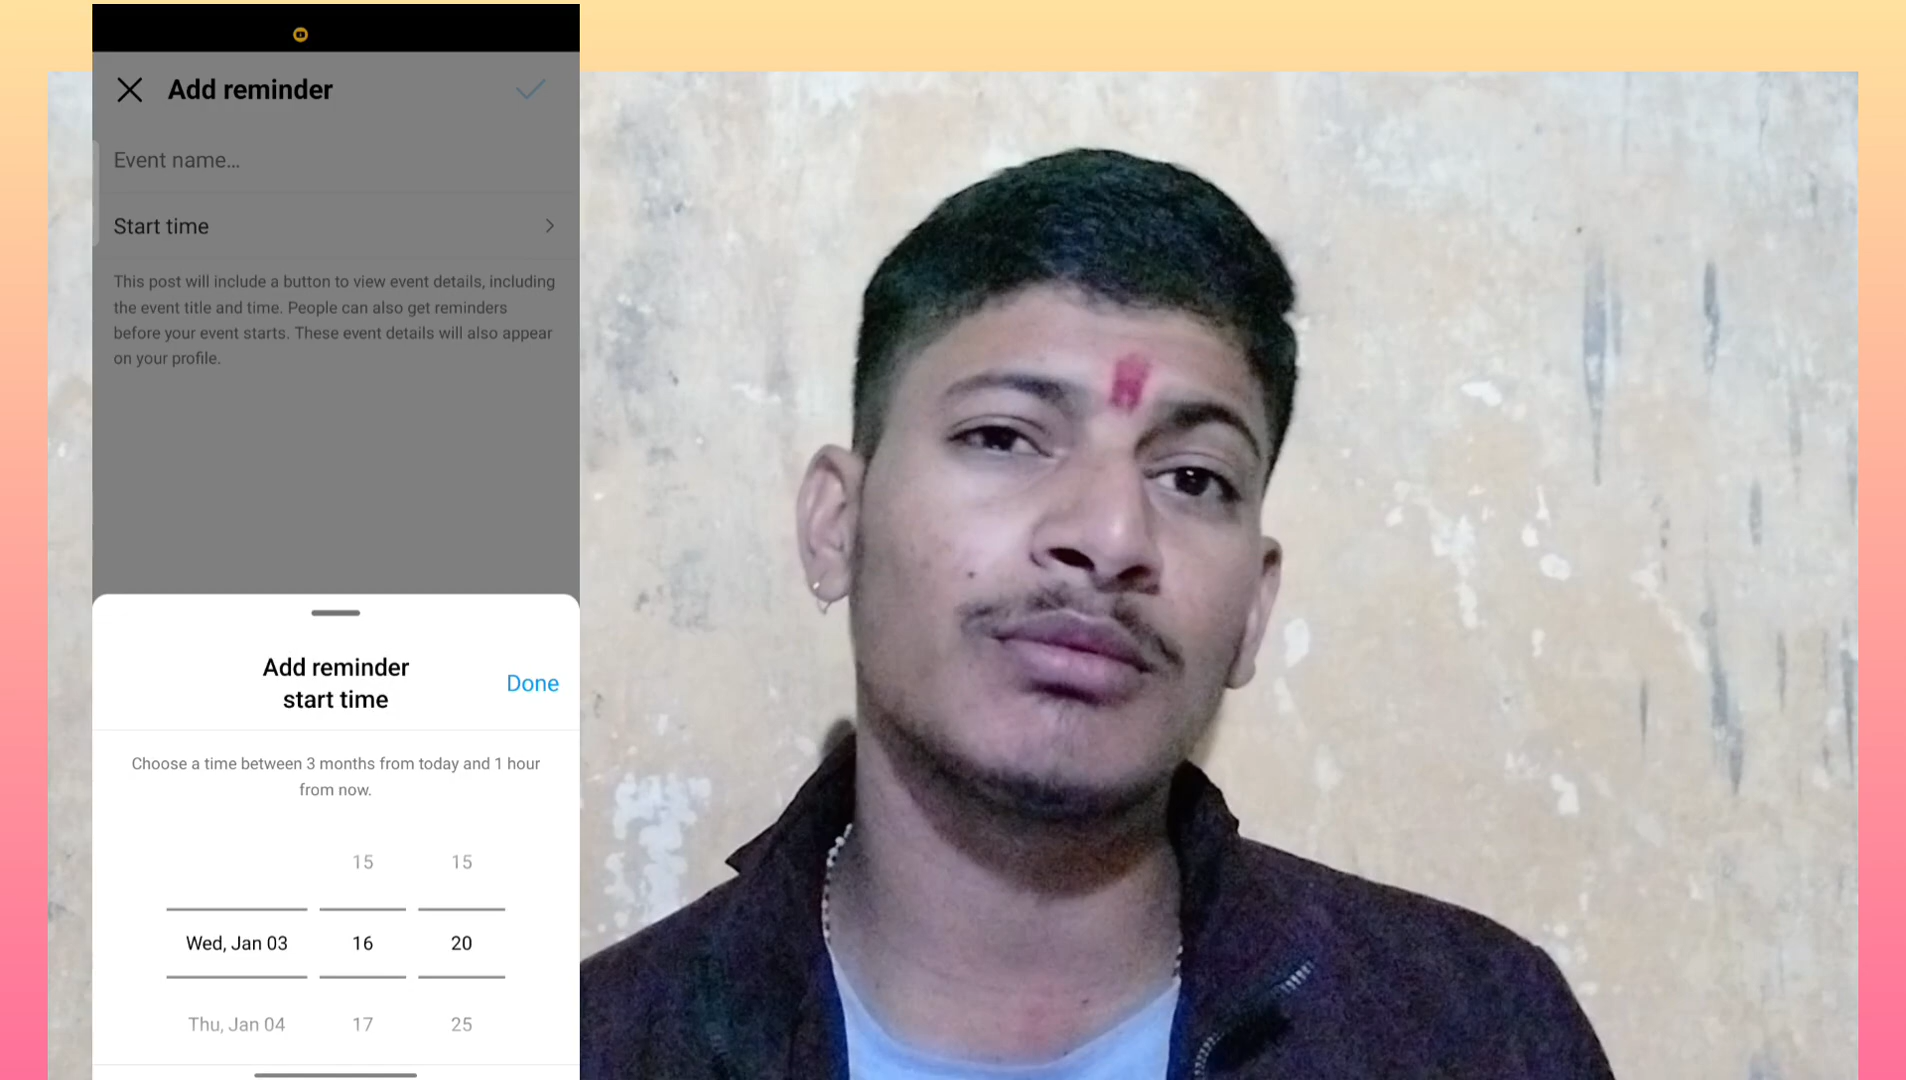 Add reminder
Event name...
Start time
This post will include a button to view event details, including
the event title and time. People can also get reminders
before your event starts. These event details will also appear
on your profile.
Add reminder
start time
Done
Choose a time between 3 months from today and 1 hour
from now.
15 15
Wed, Jan 03 16 20
Thu, Jan 04 17 25